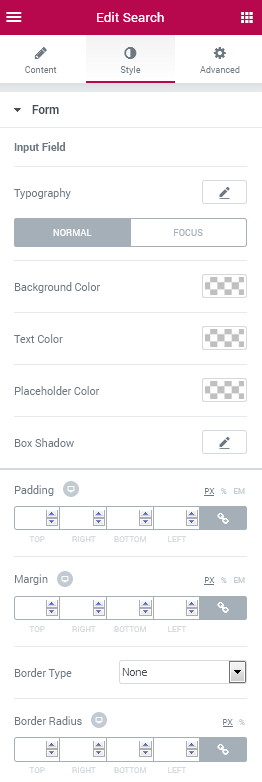 Edit Search
Content Style Advanced
Form
Input Field
Typography
NORMAL FOCUS
Background Color
Text Color
Placeholder Color
Box Shadow
Padding PX % EM
TOP RIGHT BOTTOM LEFT
Margin PX % EM
TOP RIGHT BOTTOM LEFT
Border Type None
Border Radius PX %
TOP RIGHT BOTTOM LEFT